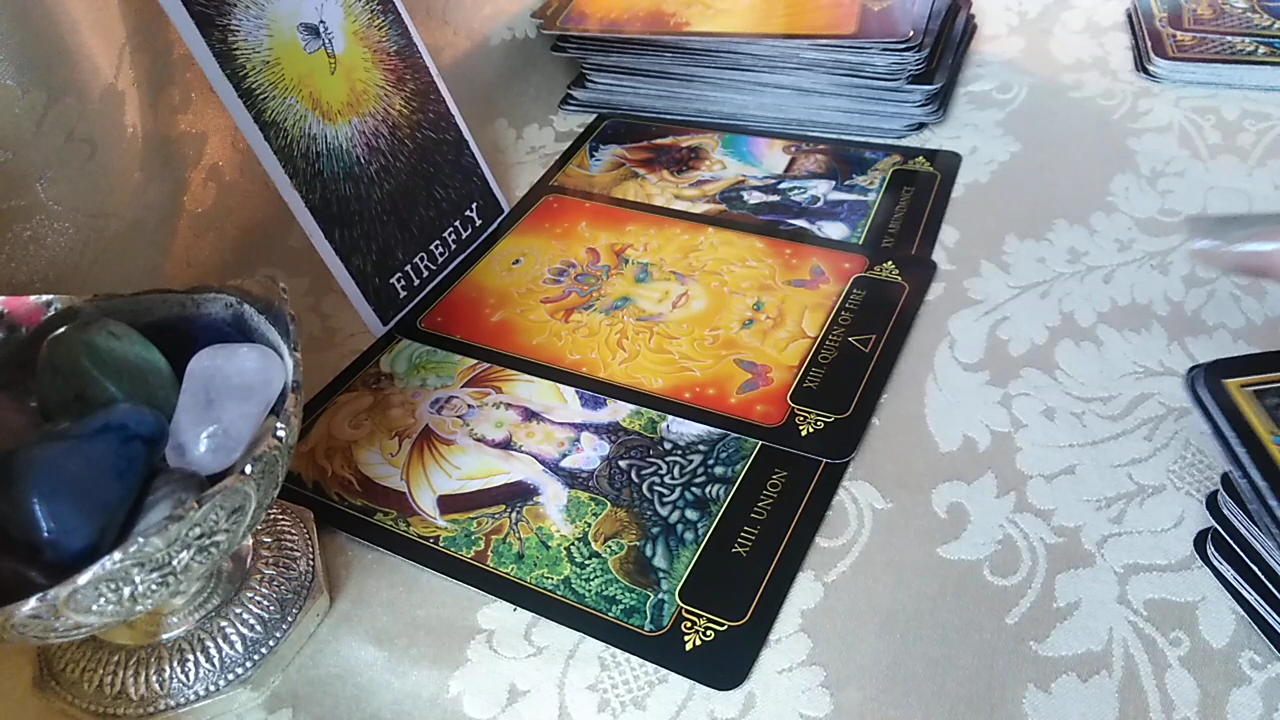 FIREFLY
XV. ABUNDANCE
XIII. QUEEN OF FIRE
XIII. UNION